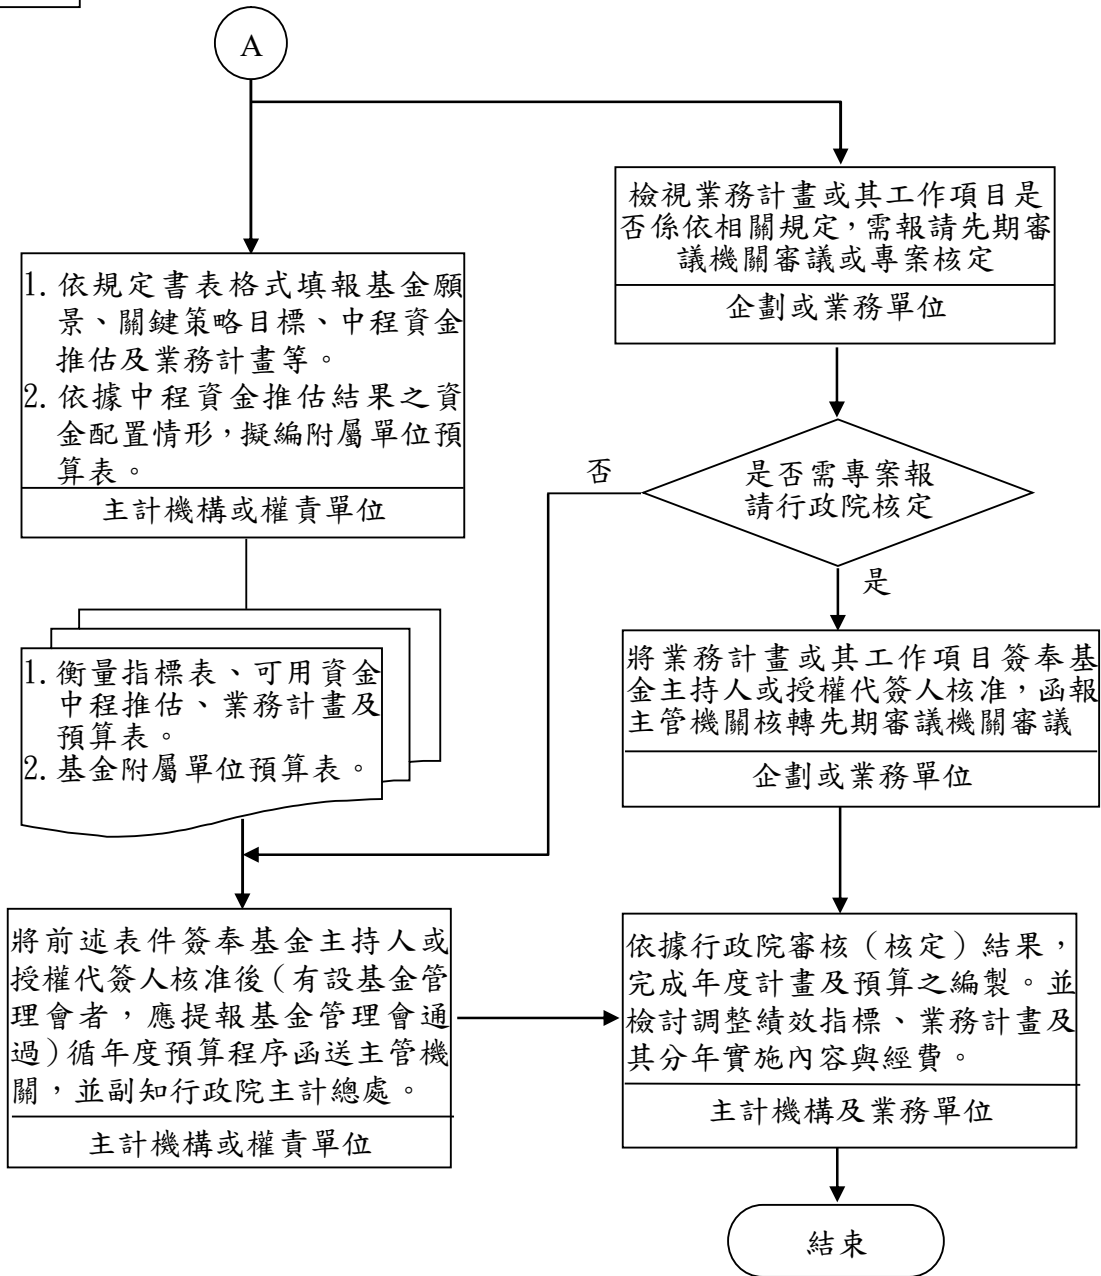 A
檢視業務計畫或其工作項目是
否係依相關規定，需報請先期審
議機關審議或專案核定
企劃或業務單位
1. 依規定書表格式填報基金願
景、關鍵策略目標、中程資金
推估及業務計畫等。
2. 依據中程資金推估結果之資
金配置情形，擬編附屬單位預
算表。
主計機構或權責單位
否
是否需專案報
請行政院核定
是
1. 衡量指標表、可用資金
中程推估、業務計畫及
預算表。
2. 基金附屬單位預算表。
將業務計畫或其工作項目簽奉基
金主持人或授權代簽人核准，函報
主管機關核轉先期審議機關審議
企劃或業務單位
將前述表件簽奉基金主持人或
授權代簽人核准後（有設基金管
理會者，應提報基金管理會通
過）循年度預算程序函送主管機
關，並副知行政院主計總處。
主計機構或權責單位
依據行政院審核（核定）結果，
完成年度計畫及預算之編製。並
檢討調整績效指標、業務計畫及
其分年實施內容與經費。
主計機構及業務單位
結束